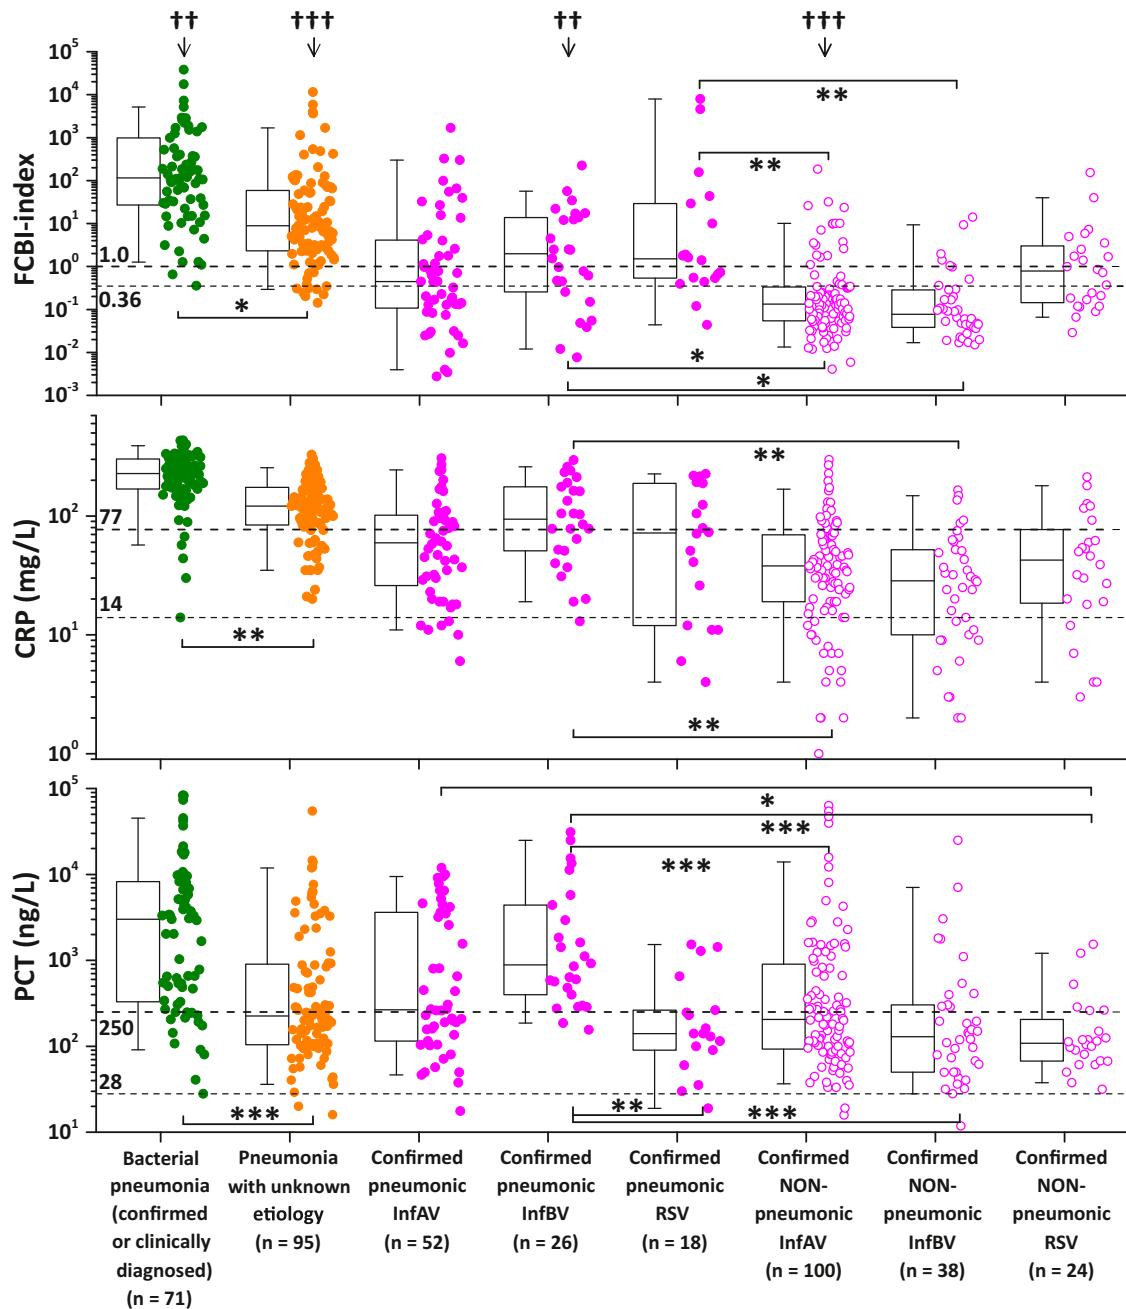 †† ††† †† †††
FCBI-index
10⁵
10⁴
10³
10²
10¹
10⁰
10⁻¹
10⁻²
10⁻³
1.0
0.36
**
**
*
*
*
CRP (mg/L)
10²
10¹
10⁰
77
14
**
**
**
PCT (ng/L)
10⁵
10⁴
10³
10²
10¹
250
28
*
***
***
**
***
***
Bacterial
pneumonia
(confirmed
or clinically
diagnosed)
(n = 71)
Pneumonia
with unknown
etiology
(n = 95)
Confirmed
pneumonic
InfAV
(n = 52)
Confirmed
pneumonic
InfBV
(n = 26)
Confirmed
pneumonic
RSV
(n = 18)
Confirmed
NON-
pneumonic
InfAV
(n = 100)
Confirmed
NON-
pneumonic
InfBV
(n = 38)
Confirmed
NON-
pneumonic
RSV
(n = 24)